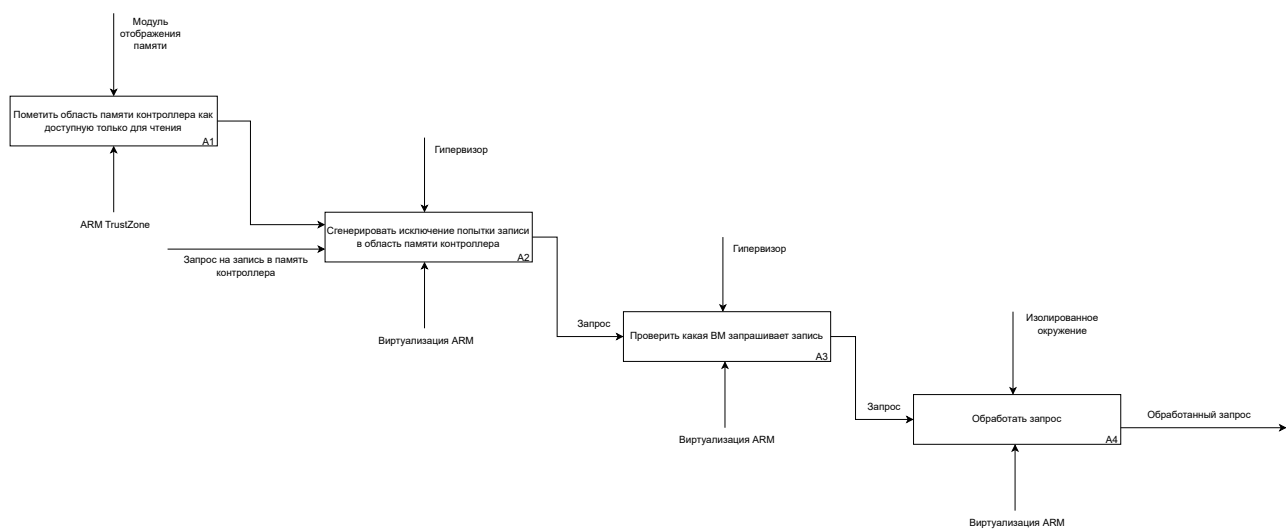 Модуль
отображения
памяти
Пометить область памяти контроллера как
доступную только для чтения
A1
ARM TrustZone
Гипервизор
Сгенерировать исключение попытки записи
в область памяти контроллера
A2
Запрос на запись в память
контроллера
Виртуализация ARM
Гипервизор
Запрос
Проверить какая ВМ запрашивает запись
A3
Виртуализация ARM
Изолированное
окружение
Запрос
Обработать запрос
A4
Обработанный запрос
Виртуализация ARM